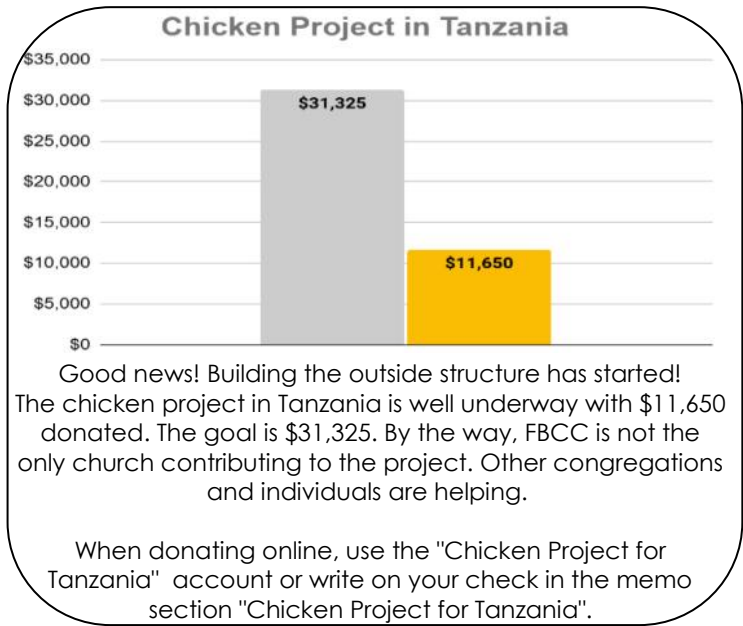 Chicken Project in Tanzania
$35,000
$30,000
$31,325
$25,000
$20,000
$15,000
$10,000
$11,650
$5,000
$0
Good news! Building the outside structure has started!
The chicken project in Tanzania is well underway with $11,650
donated. The goal is $31,325. By the way, FBCC is not the
only church contributing to the project. Other congregations
and individuals are helping.
When donating online, use the "Chicken Project for
Tanzania"  account or write on your check in the memo
section "Chicken Project for Tanzania".